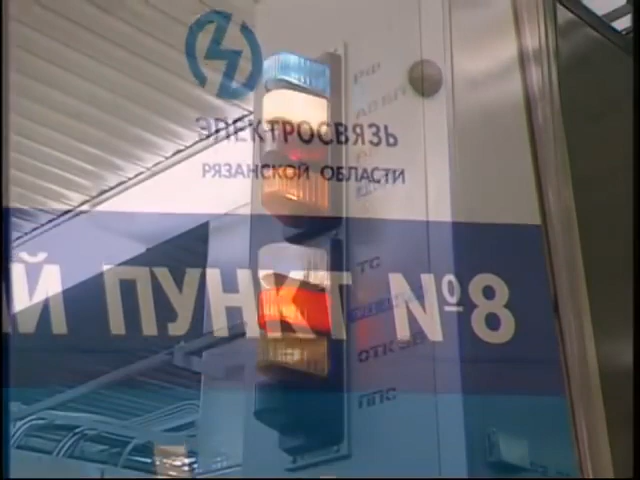 ЭЛЕКТРОСВЯЗЬ
РЯЗАНСКОЙ ОБЛАСТИ
Й ПУНКТ №8
ТС
ППС